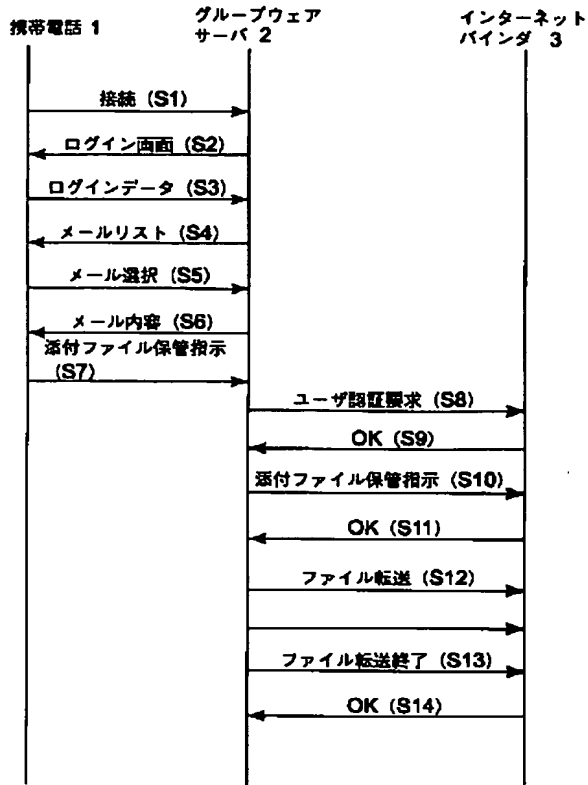 携帯電話 1
グループウェア
サーバ 2
インターネット
バインダ 3
接続 (S1)
ログイン画面 (S2)
ログインデータ (S3)
メールリスト (S4)
メール選択 (S5)
メール内容 (S6)
添付ファイル保管指示
(S7)
ユーザ認証要求 (S8)
OK (S9)
添付ファイル保管指示 (S10)
OK (S11)
ファイル転送 (S12)
ファイル転送終了 (S13)
OK (S14)